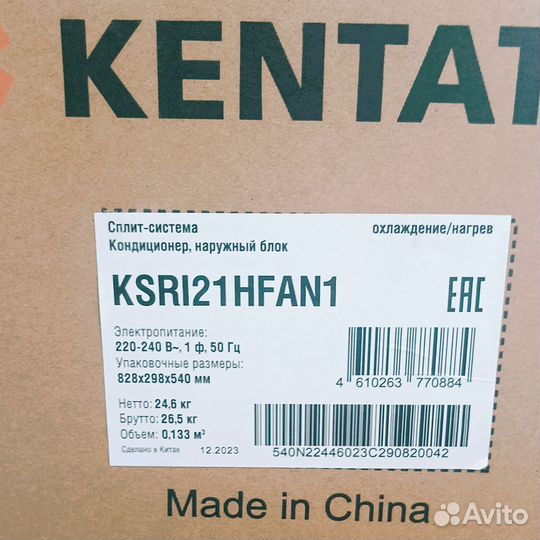 KENTAT
Сплит-система
охлаждение/нагрев
Кондиционер, наружный блок
KSRI21HFAN1
EAC
Электропитание:
220-240 В~, 1 ф, 50 Гц
Упаковочные размеры:
828x298x540 мм
4 610263 770884
Нетто: 24,6 кг
Брутто: 26,5 кг
Объем: 0,133 м³
Сделано в Китае 12.2023
540N22446023C290820042
Made in China
Avito